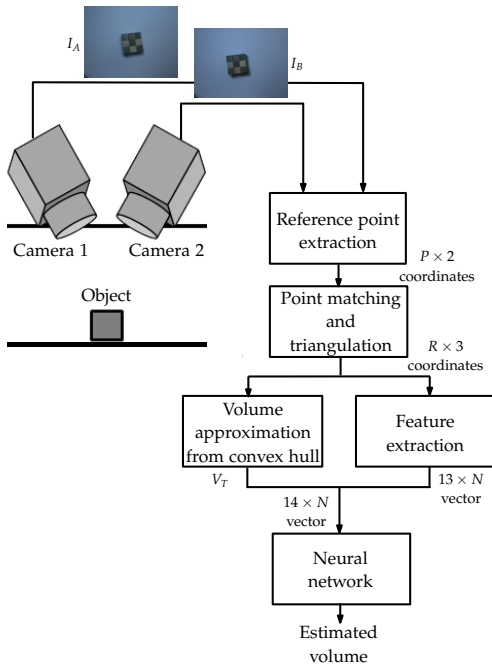 I_A
I_B
Camera 1
Camera 2
Reference point
extraction
P × 2
coordinates
Object
Point matching
and
triangulation
R × 3
coordinates
Volume
approximation
from convex hull
Feature
extraction
V_T
13 × N
vector
14 × N
vector
Neural
network
Estimated
volume